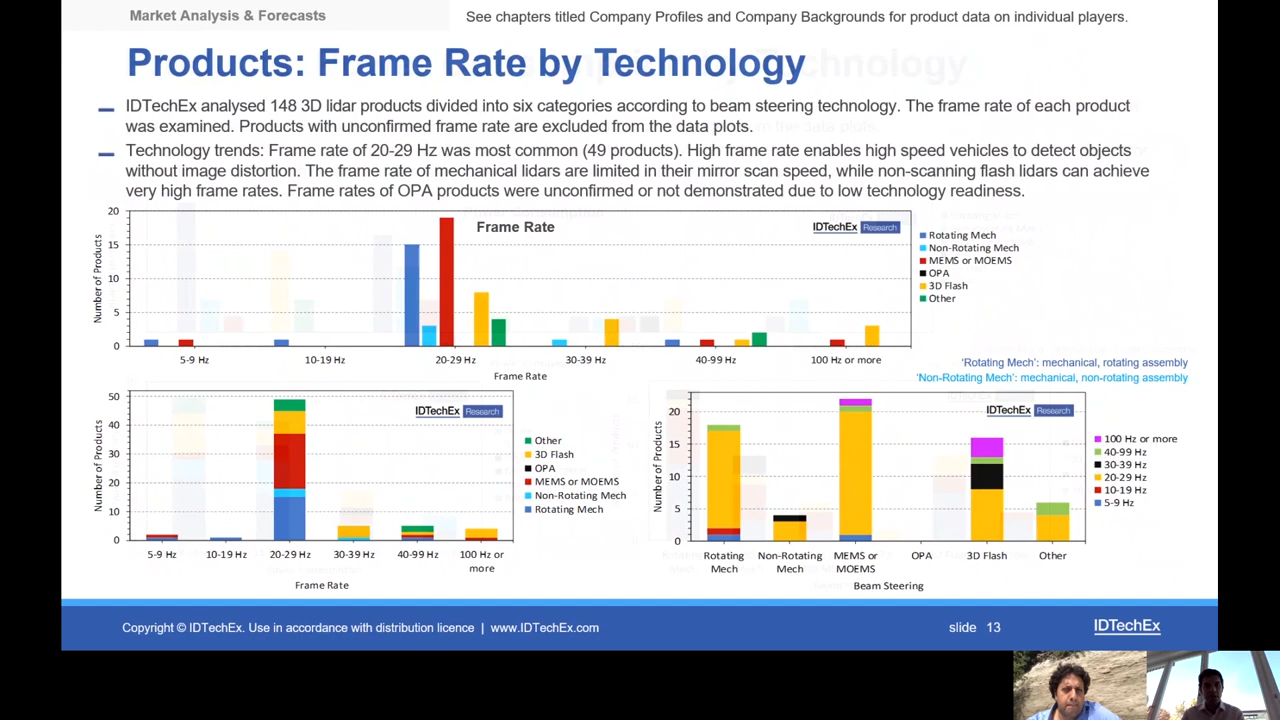 Market Analysis & Forecasts
See chapters titled Company Profiles and Company Backgrounds for product data on individual players.
Products: Frame Rate by Technology
IDTechEx analysed 148 3D lidar products divided into six categories according to beam steering technology. The frame rate of each product
was examined. Products with unconfirmed frame rate are excluded from the data plots.
Technology trends: Frame rate of 20-29 Hz was most common (49 products). High frame rate enables high speed vehicles to detect objects
without image distortion. The frame rate of mechanical lidars are limited in their mirror scan speed, while non-scanning flash lidars can achieve
very high frame rates. Frame rates of OPA products were unconfirmed or not demonstrated due to low technology readiness.
Frame Rate
IDTechEx Research
Number of Products
20
15
10
5
0
5-9 Hz
10-19 Hz
20-29 Hz
30-39 Hz
40-99 Hz
100 Hz or more
Frame Rate
Rotating Mech
Non-Rotating Mech
MEMS or MOEMS
OPA
3D Flash
Other
'Rotating Mech': mechanical, rotating assembly
'Non-Rotating Mech': mechanical, non-rotating assembly
IDTechEx Research
Number of Products
50
40
30
20
10
0
5-9 Hz
10-19 Hz
20-29 Hz
30-39 Hz
40-99 Hz
100 Hz or
more
Frame Rate
Other
3D Flash
OPA
MEMS or MOEMS
Non-Rotating Mech
Rotating Mech
IDTechEx Research
Number of Products
20
15
10
5
0
Rotating
Mech
Non-Rotating
Mech
MEMS or
MOEMS
OPA
3D Flash
Other
Beam Steering
100 Hz or more
40-99 Hz
30-39 Hz
20-29 Hz
10-19 Hz
5-9 Hz
Copyright © IDTechEx. Use in accordance with distribution licence | www.IDTechEx.com
slide 13
IDTechEx